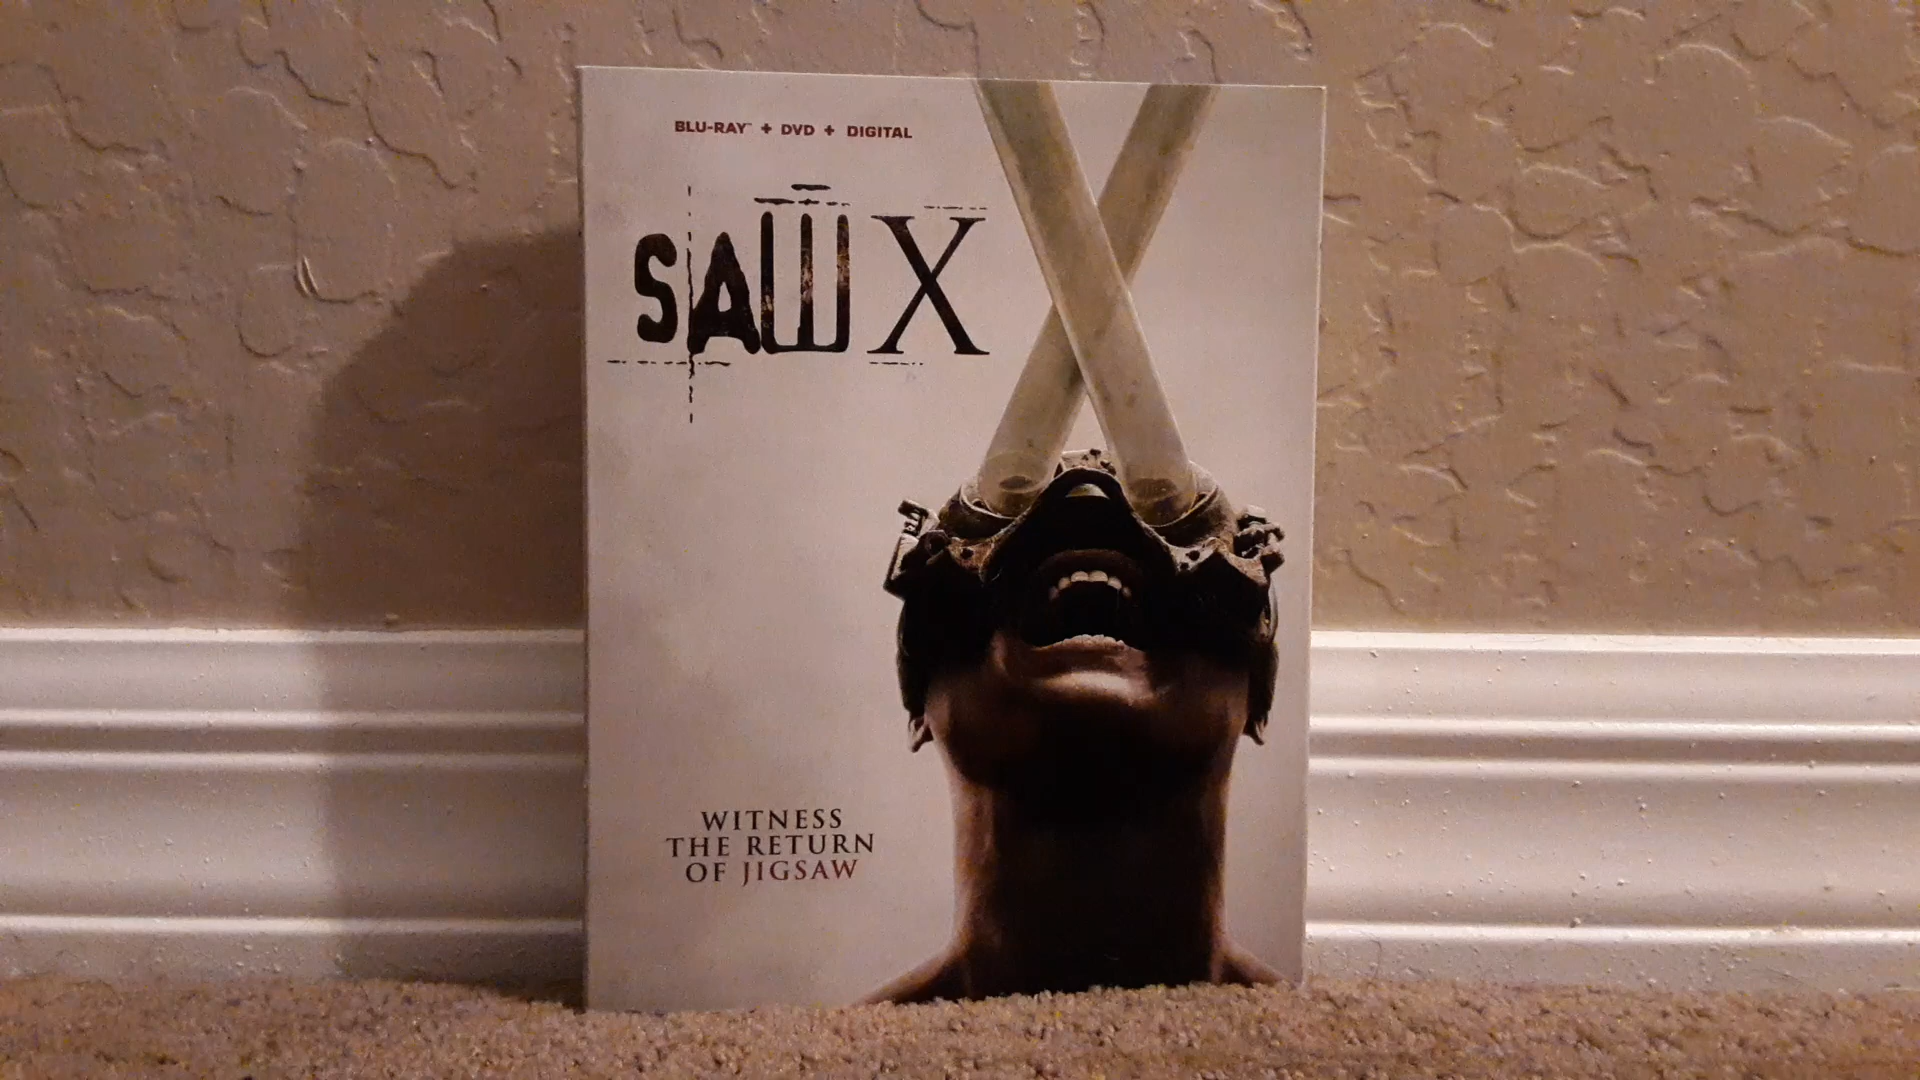 BLU-RAY™ + DVD + DIGITAL
SAW X
WITNESS
THE RETURN
OF JIGSAW